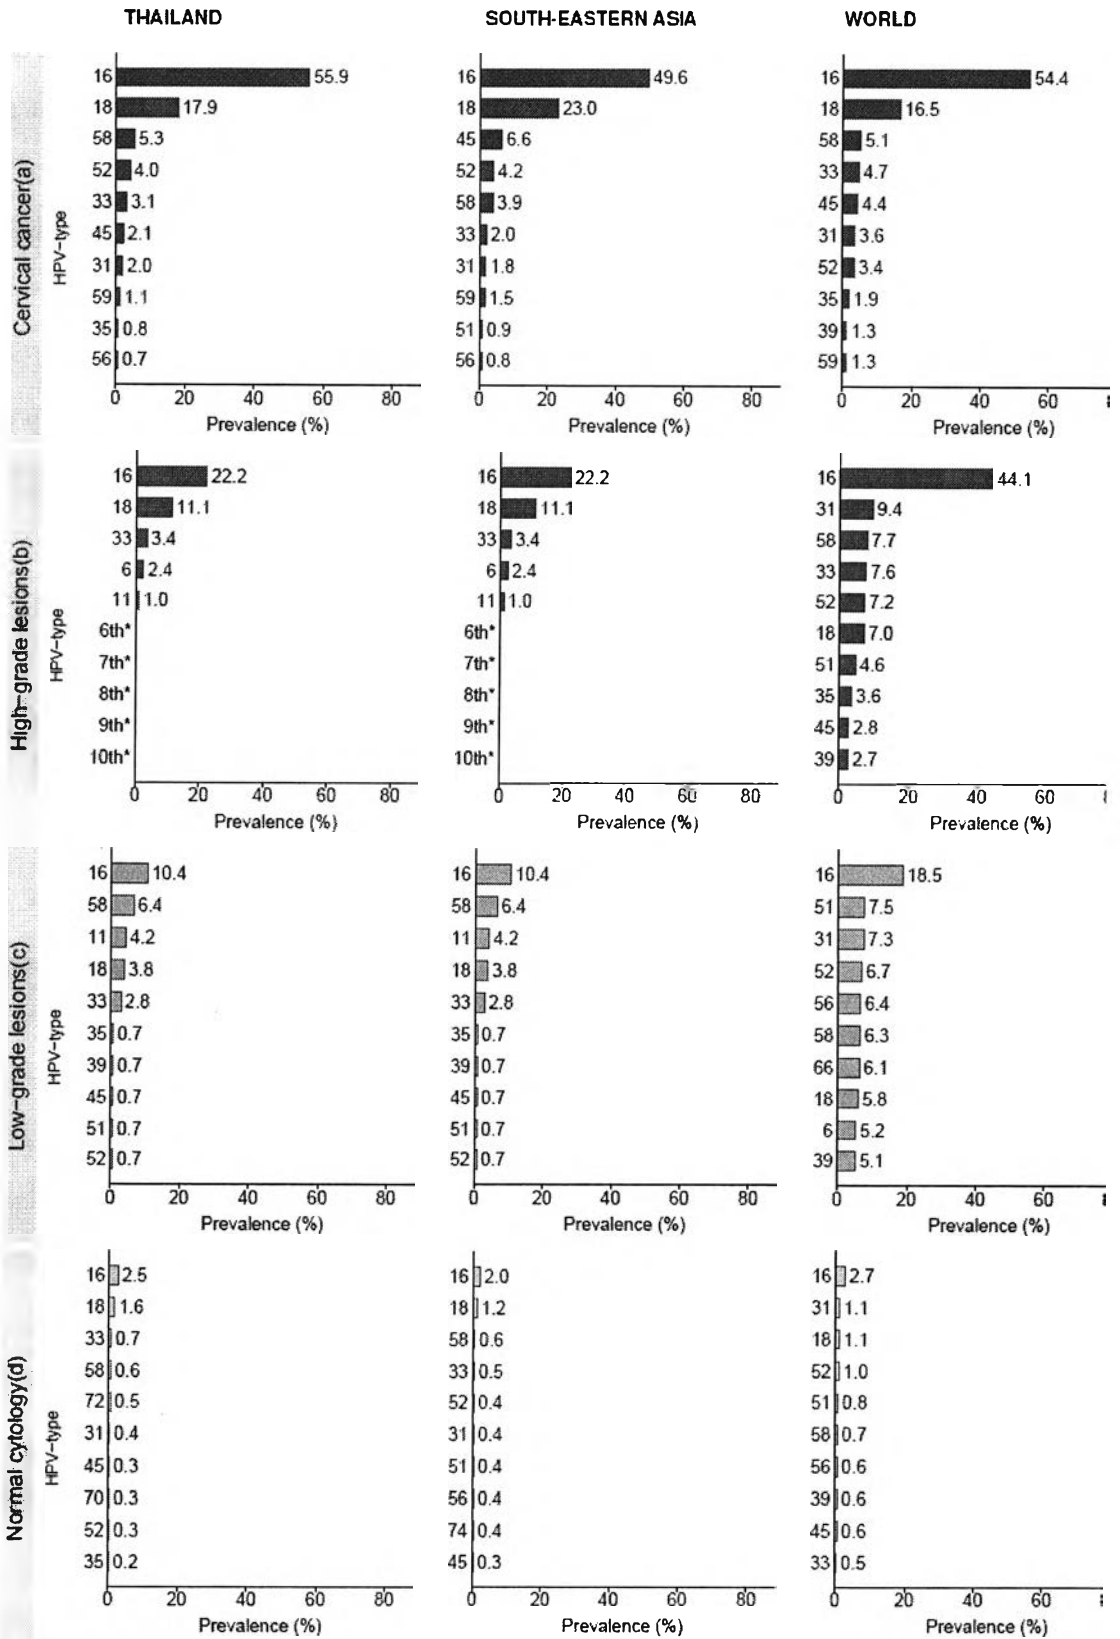 THAILAND
SOUTH-EASTERN ASIA
WORLD
Cervical cancer(a)
HPV-type
16 55.9
18 17.9
58 5.3
52 4.0
33 3.1
45 2.1
31 2.0
59 1.1
35 0.8
56 0.7
0 20 40 60 80
Prevalence (%)
16 49.6
18 23.0
45 6.6
52 4.2
58 3.9
33 2.0
31 1.8
59 1.5
51 0.9
56 0.8
0 20 40 60 80
Prevalence (%)
16 54.4
18 16.5
58 5.1
33 4.7
45 4.4
31 3.6
52 3.4
35 1.9
39 1.3
59 1.3
0 20 40 60
Prevalence (%)
High-grade lesions(b)
HPV-type
16 22.2
18 11.1
33 3.4
6 2.4
11 1.0
6th*
7th*
8th*
9th*
10th*
0 20 40 60 80
Prevalence (%)
16 22.2
18 11.1
33 3.4
6 2.4
11 1.0
6th*
7th*
8th*
9th*
10th*
0 20 40 60 80
Prevalence (%)
16 44.1
31 9.4
58 7.7
33 7.6
52 7.2
18 7.0
51 4.6
35 3.6
45 2.8
39 2.7
0 20 40 60
Prevalence (%)
Low-grade lesions(c)
HPV-type
16 10.4
58 6.4
11 4.2
18 3.8
33 2.8
35 0.7
39 0.7
45 0.7
51 0.7
52 0.7
0 20 40 60 80
Prevalence (%)
16 10.4
58 6.4
11 4.2
18 3.8
33 2.8
35 0.7
39 0.7
45 0.7
51 0.7
52 0.7
0 20 40 60 80
Prevalence (%)
16 18.5
51 7.5
31 7.3
52 6.7
56 6.4
58 6.3
66 6.1
18 5.8
6 5.2
39 5.1
0 20 40 60
Prevalence (%)
Normal cytology(d)
HPV-type
16 2.5
18 1.6
33 0.7
58 0.6
72 0.5
31 0.4
45 0.3
70 0.3
52 0.3
35 0.2
0 20 40 60 80
Prevalence (%)
16 2.0
18 1.2
58 0.6
33 0.5
52 0.4
31 0.4
51 0.4
56 0.4
74 0.4
45 0.3
0 20 40 60 80
Prevalence (%)
16 2.7
31 1.1
18 1.1
52 1.0
51 0.8
58 0.7
56 0.6
39 0.6
45 0.6
33 0.5
0 20 40 60
Prevalence (%)